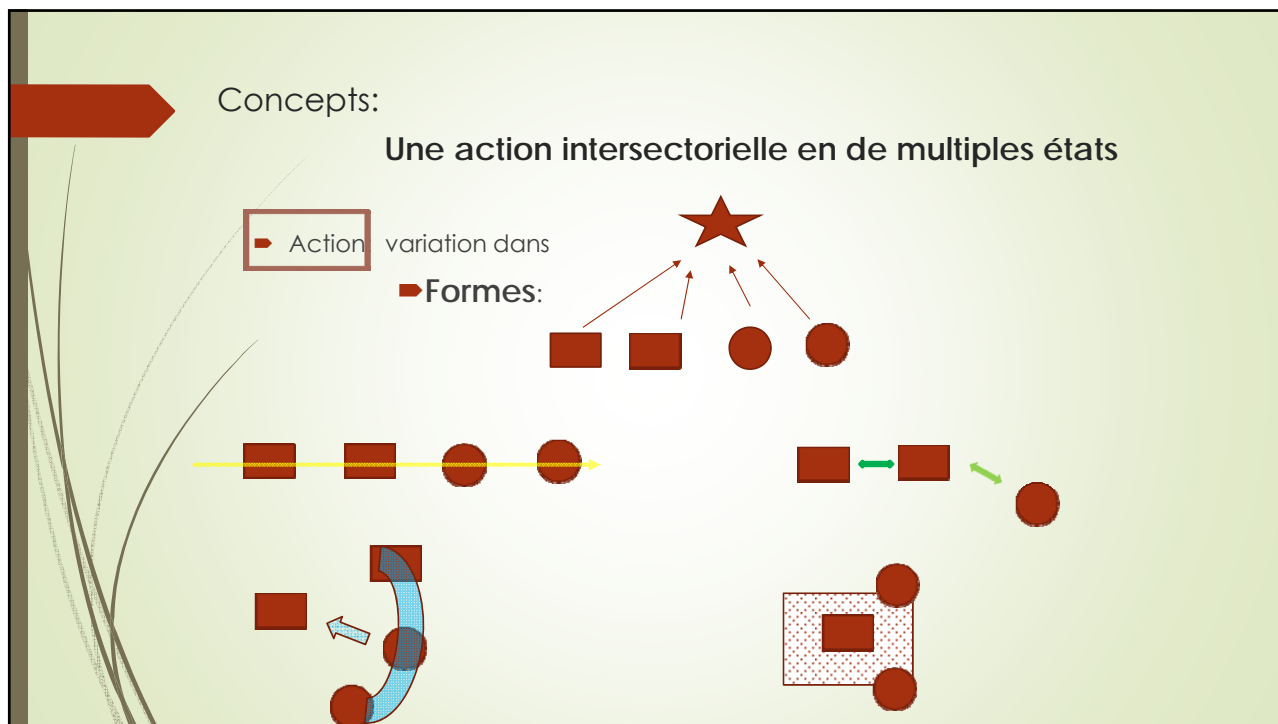 Concepts:
Une action intersectorielle en de multiples états
Action: variation dans
Formes: